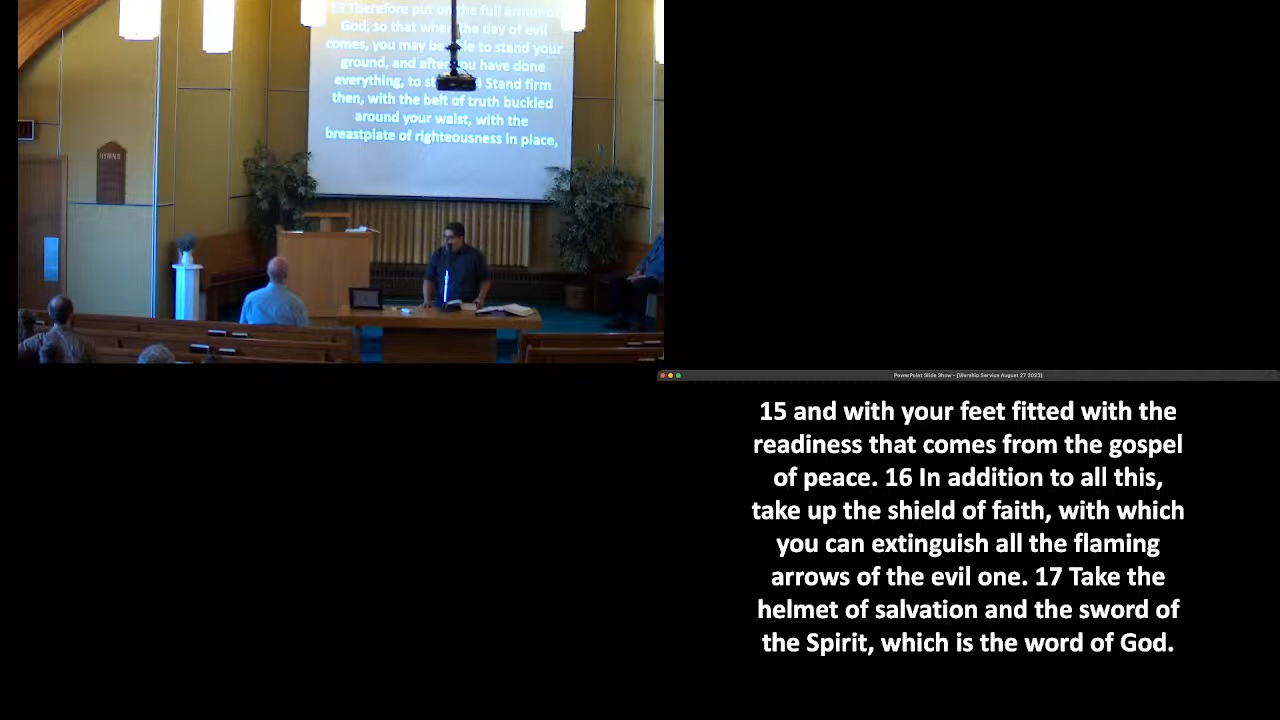 13 Therefore put on the full armor of
God, so that when the day of evil
comes, you may be able to stand your
ground, and after you have done
everything, to Stand firm
then, with the belt of truth buckled
around your waist, with the
breastplate of righteousness in place,
HYMNS
PowerPoint Slide Show - [Worship Service August 27 2023]
15 and with your feet fitted with the
readiness that comes from the gospel
of peace. 16 In addition to all this,
take up the shield of faith, with which
you can extinguish all the flaming
arrows of the evil one. 17 Take the
helmet of salvation and the sword of
the Spirit, which is the word of God.